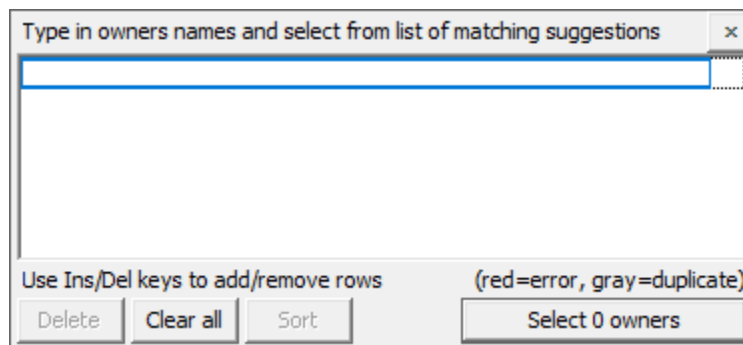 Type in owners names and select from list of matching suggestions ×
Use Ins/Del keys to add/remove rows (red=error, gray=duplicate)
Delete Clear all Sort Select 0 owners